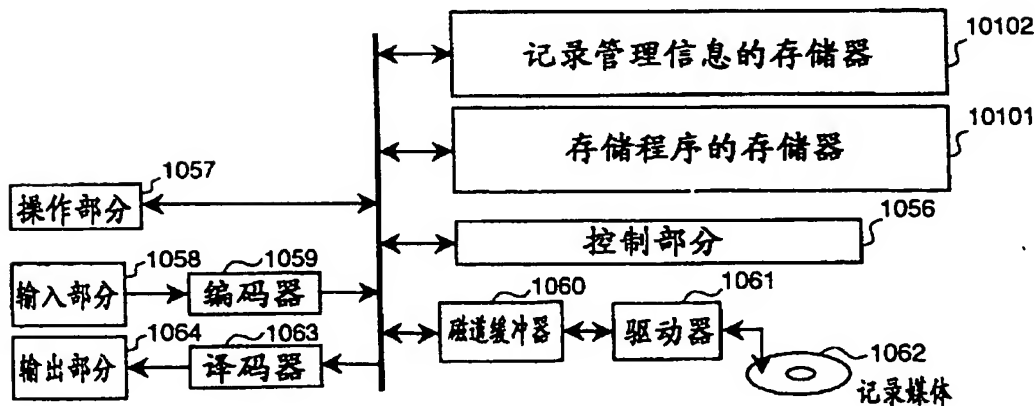 10102
记录管理信息的存储器
10101
存储程序的存储器
1057
操作部分
1056
控制部分
1058
输入部分
1059
编码器
1060
磁道缓冲器
1061
驱动器
1064
输出部分
1063
译码器
1062
记录媒体